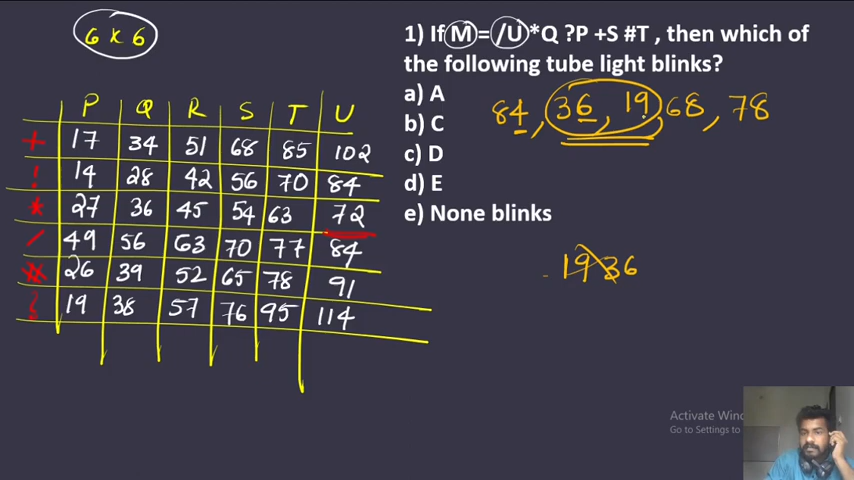 6 x 6
1) If M= /U *Q ?P +S #T , then which of
the following tube light blinks?
a) A
b) C
c) D
d) E
e) None blinks
84, 36, 19, 68, 78
19 36
P Q R S T U
+ 17 34 51 68 85 102
! 14 28 42 56 70 84
* 27 36 45 54 63 72
/ 49 56 63 70 77 84
# 26 39 52 65 78 91
? 19 38 57 76 95 114
Activate Wind
Go to Settings to